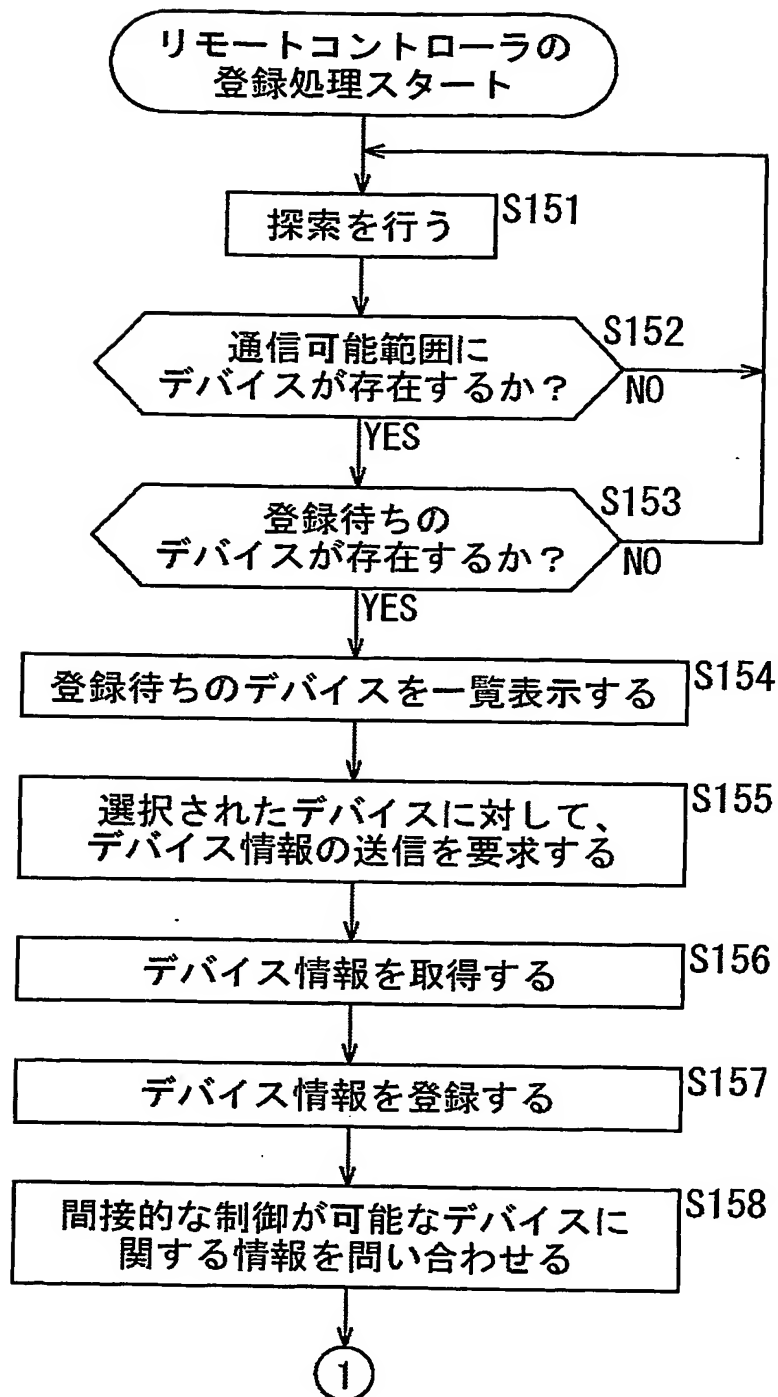 リモートコントローラの
登録処理スタート
探索を行う
S151
通信可能範囲に
デバイスが存在するか？
S152
NO
YES
登録待ちの
デバイスが存在するか？
S153
NO
YES
登録待ちのデバイスを一覧表示する
S154
選択されたデバイスに対して、
デバイス情報の送信を要求する
S155
デバイス情報を取得する
S156
デバイス情報を登録する
S157
間接的な制御が可能なデバイスに
関する情報を問い合わせる
S158
1